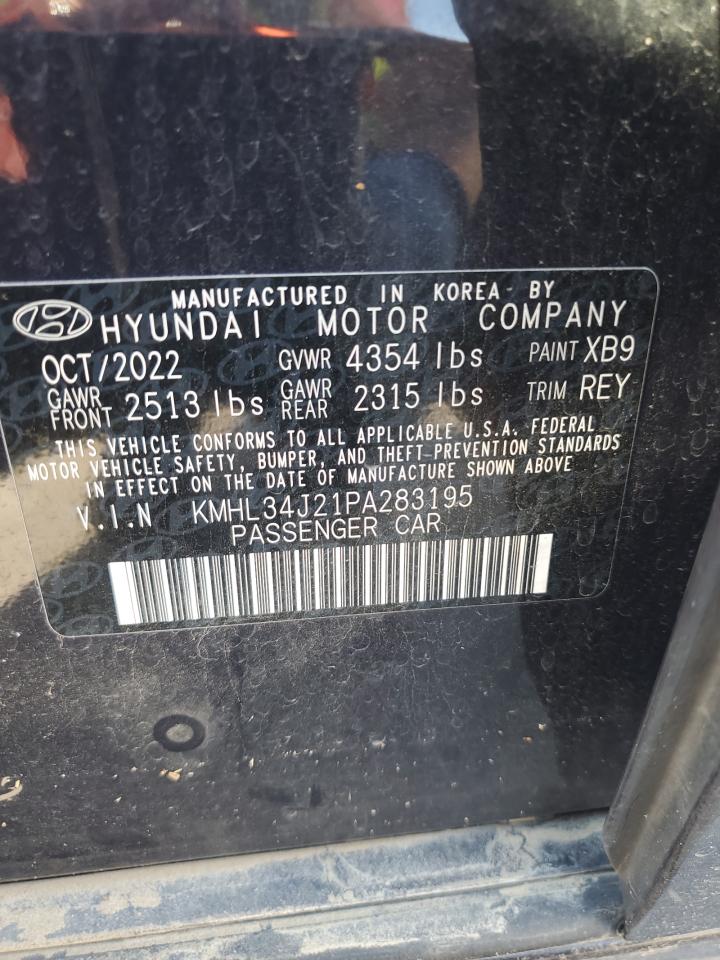 MANUFACTURED IN KOREA BY
HYUNDAI MOTOR COMPANY
OCT/2022 GVWR 4354 lbs PAINT XB9
GAWR FRONT 2513 lbs GAWR REAR 2315 lbs TRIM REY
THIS VEHICLE CONFORMS TO ALL APPLICABLE U.S.A. FEDERAL
MOTOR VEHICLE SAFETY, BUMPER, AND THEFT PREVENTION STANDARDS
IN EFFECT ON THE DATE OF MANUFACTURE SHOWN ABOVE
V.I.N KMHL34J21PA283195
PASSENGER CAR